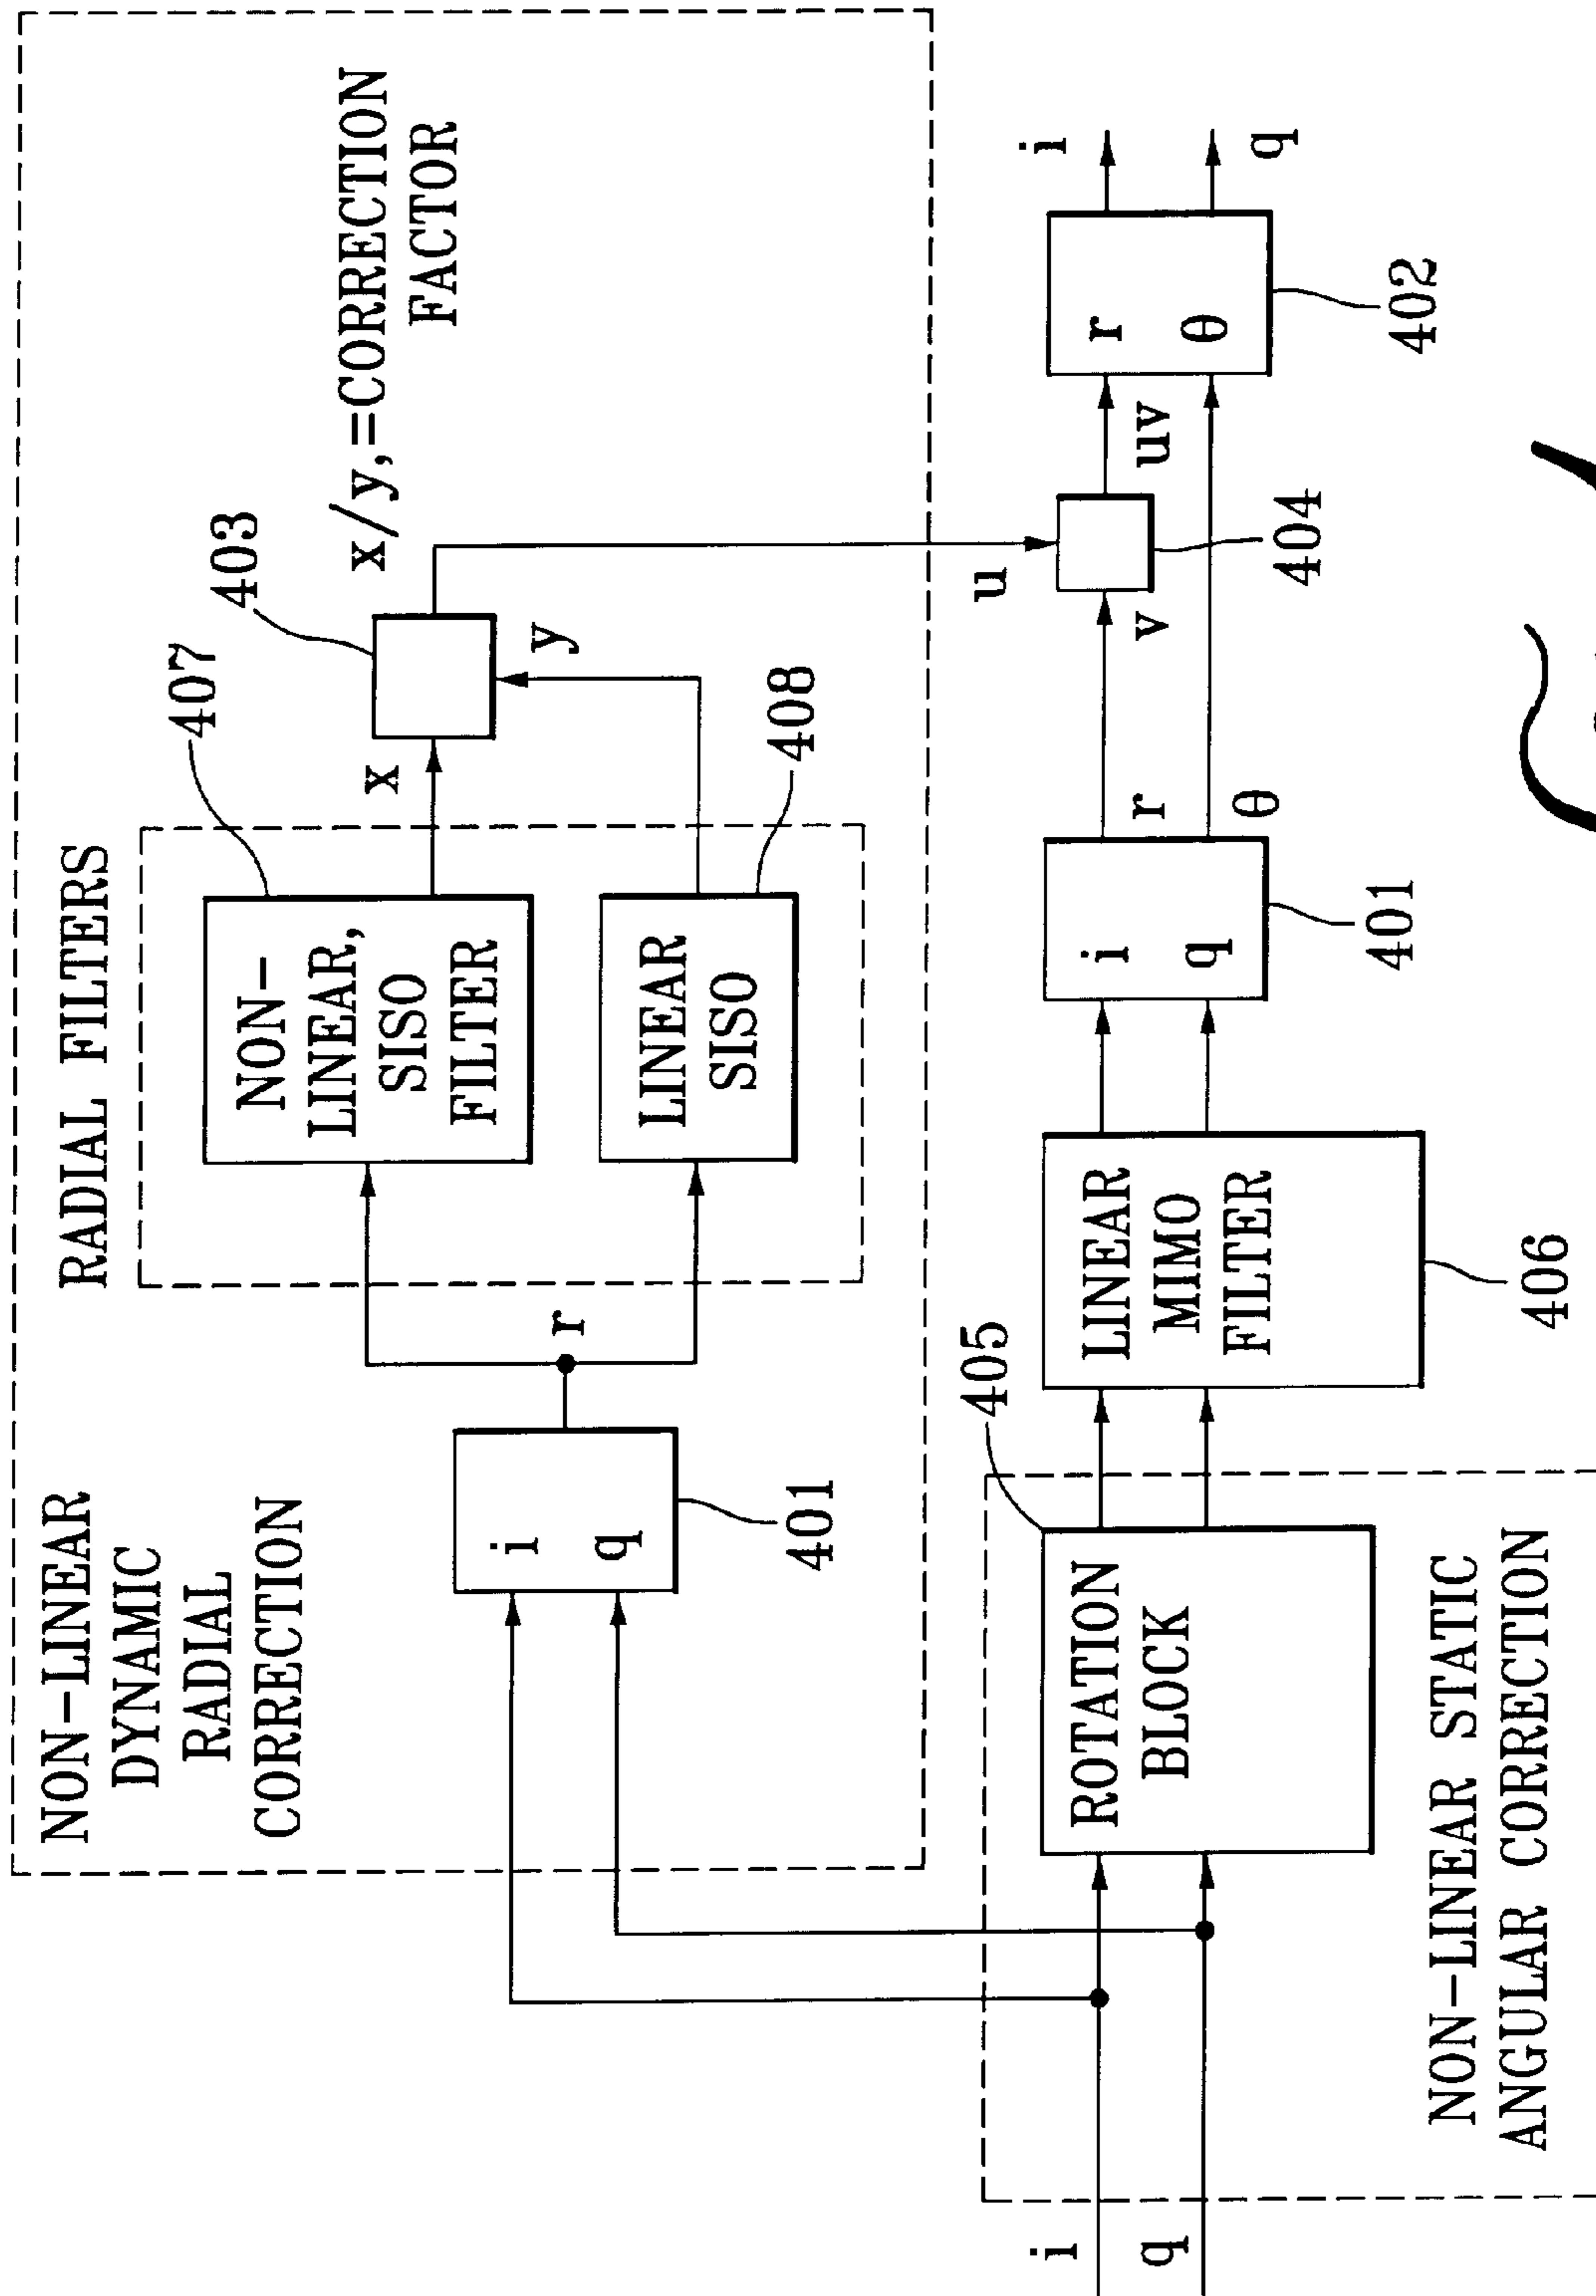 NON-LINEAR
DYNAMIC
RADIAL
CORRECTION
RADIAL FILTERS
i
q
401
r
NON-
LINEAR,
SISO
FILTER
407
LINEAR
SISO
408
x
y
403
x/y,=CORRECTION
FACTOR
i
q
ROTATION
BLOCK
405
NON-LINEAR STATIC
ANGULAR CORRECTION
LINEAR
MIMO
FILTER
406
i
q
401
r
θ
u
v
404
uv
r
θ
402
i
q